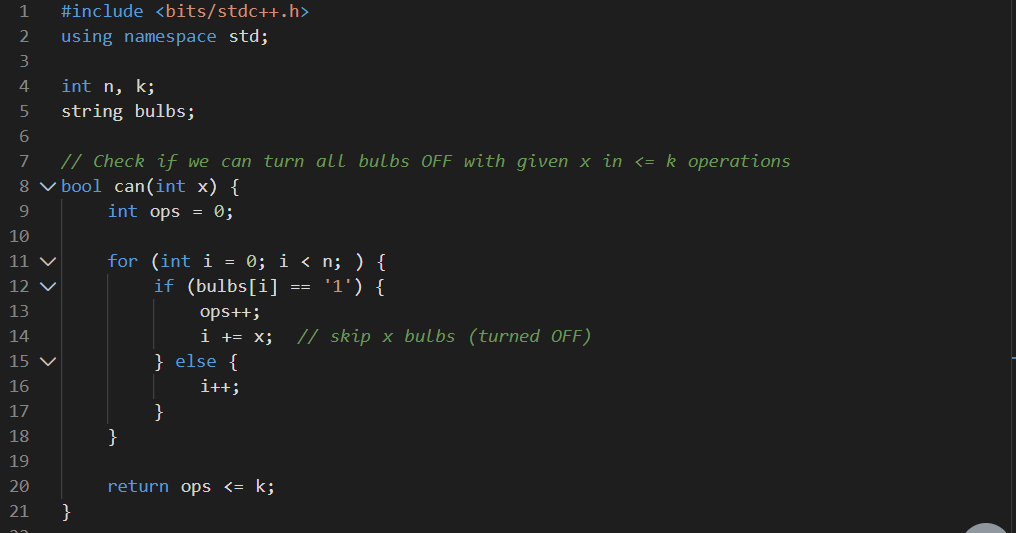 1 #include <bits/stdc++.h>
2 using namespace std;
3
4 int n, k;
5 string bulbs;
6
7 // Check if we can turn all bulbs OFF with given x in <= k operations
8 bool can(int x) {
9     int ops = 0;
10
11     for (int i = 0; i < n; ) {
12         if (bulbs[i] == '1') {
13             ops++;
14             i += x;  // skip x bulbs (turned OFF)
15         } else {
16             i++;
17         }
18     }
19
20     return ops <= k;
21 }